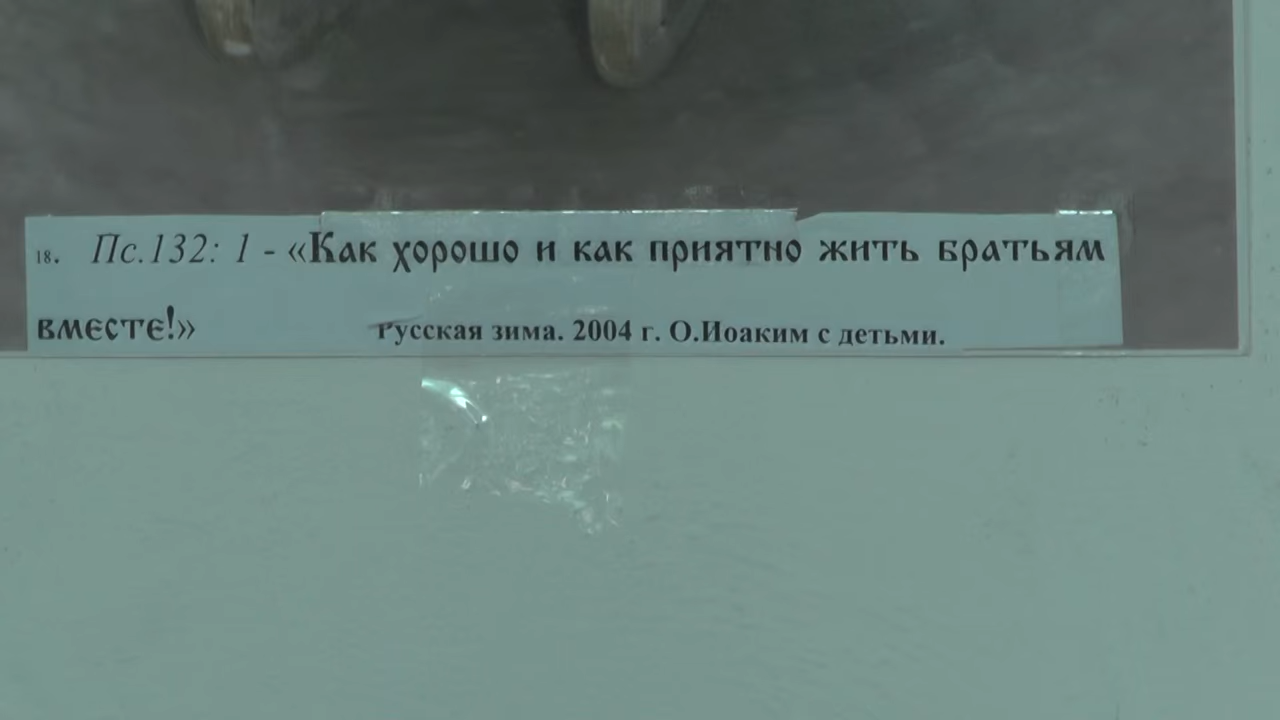 18. Пс.132: 1 - «Как хорошо и как приятно жить братьям
вместе!» Русская зима. 2004 г. О.Иоаким с детьми.